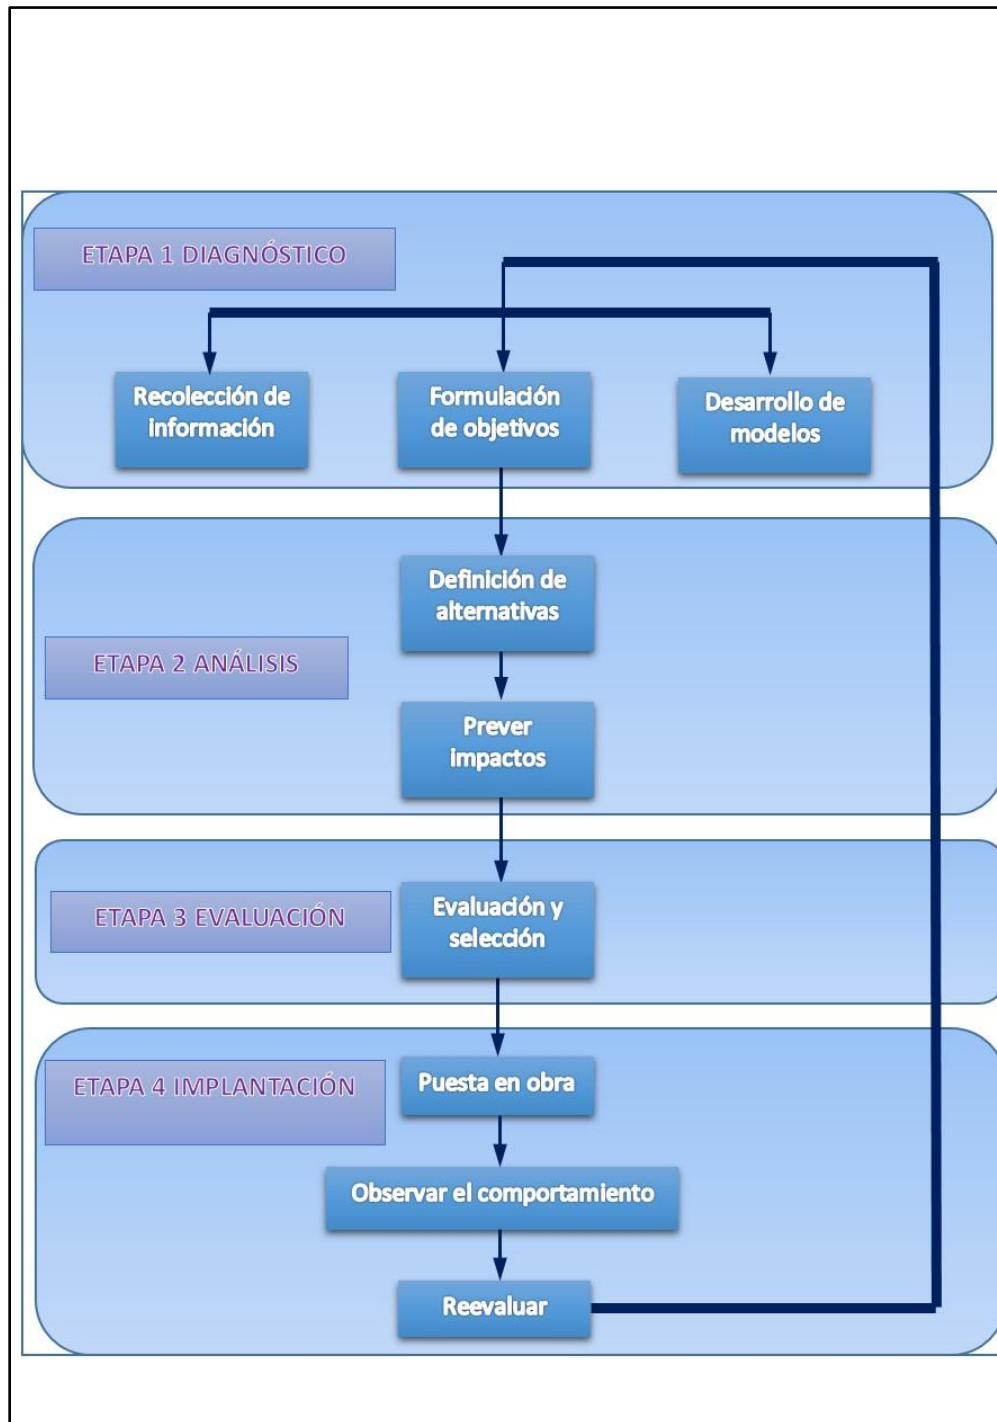 ETAPA 1 DIAGNÓSTICO
Recolección de
información
Formulación
de objetivos
Desarrollo de
modelos
Definición de
alternativas
ETAPA 2 ANÁLISIS
Prever
impactos
ETAPA 3 EVALUACIÓN
Evaluación y
selección
ETAPA 4 IMPLANTACIÓN
Puesta en obra
Observar el comportamiento
Reevaluar